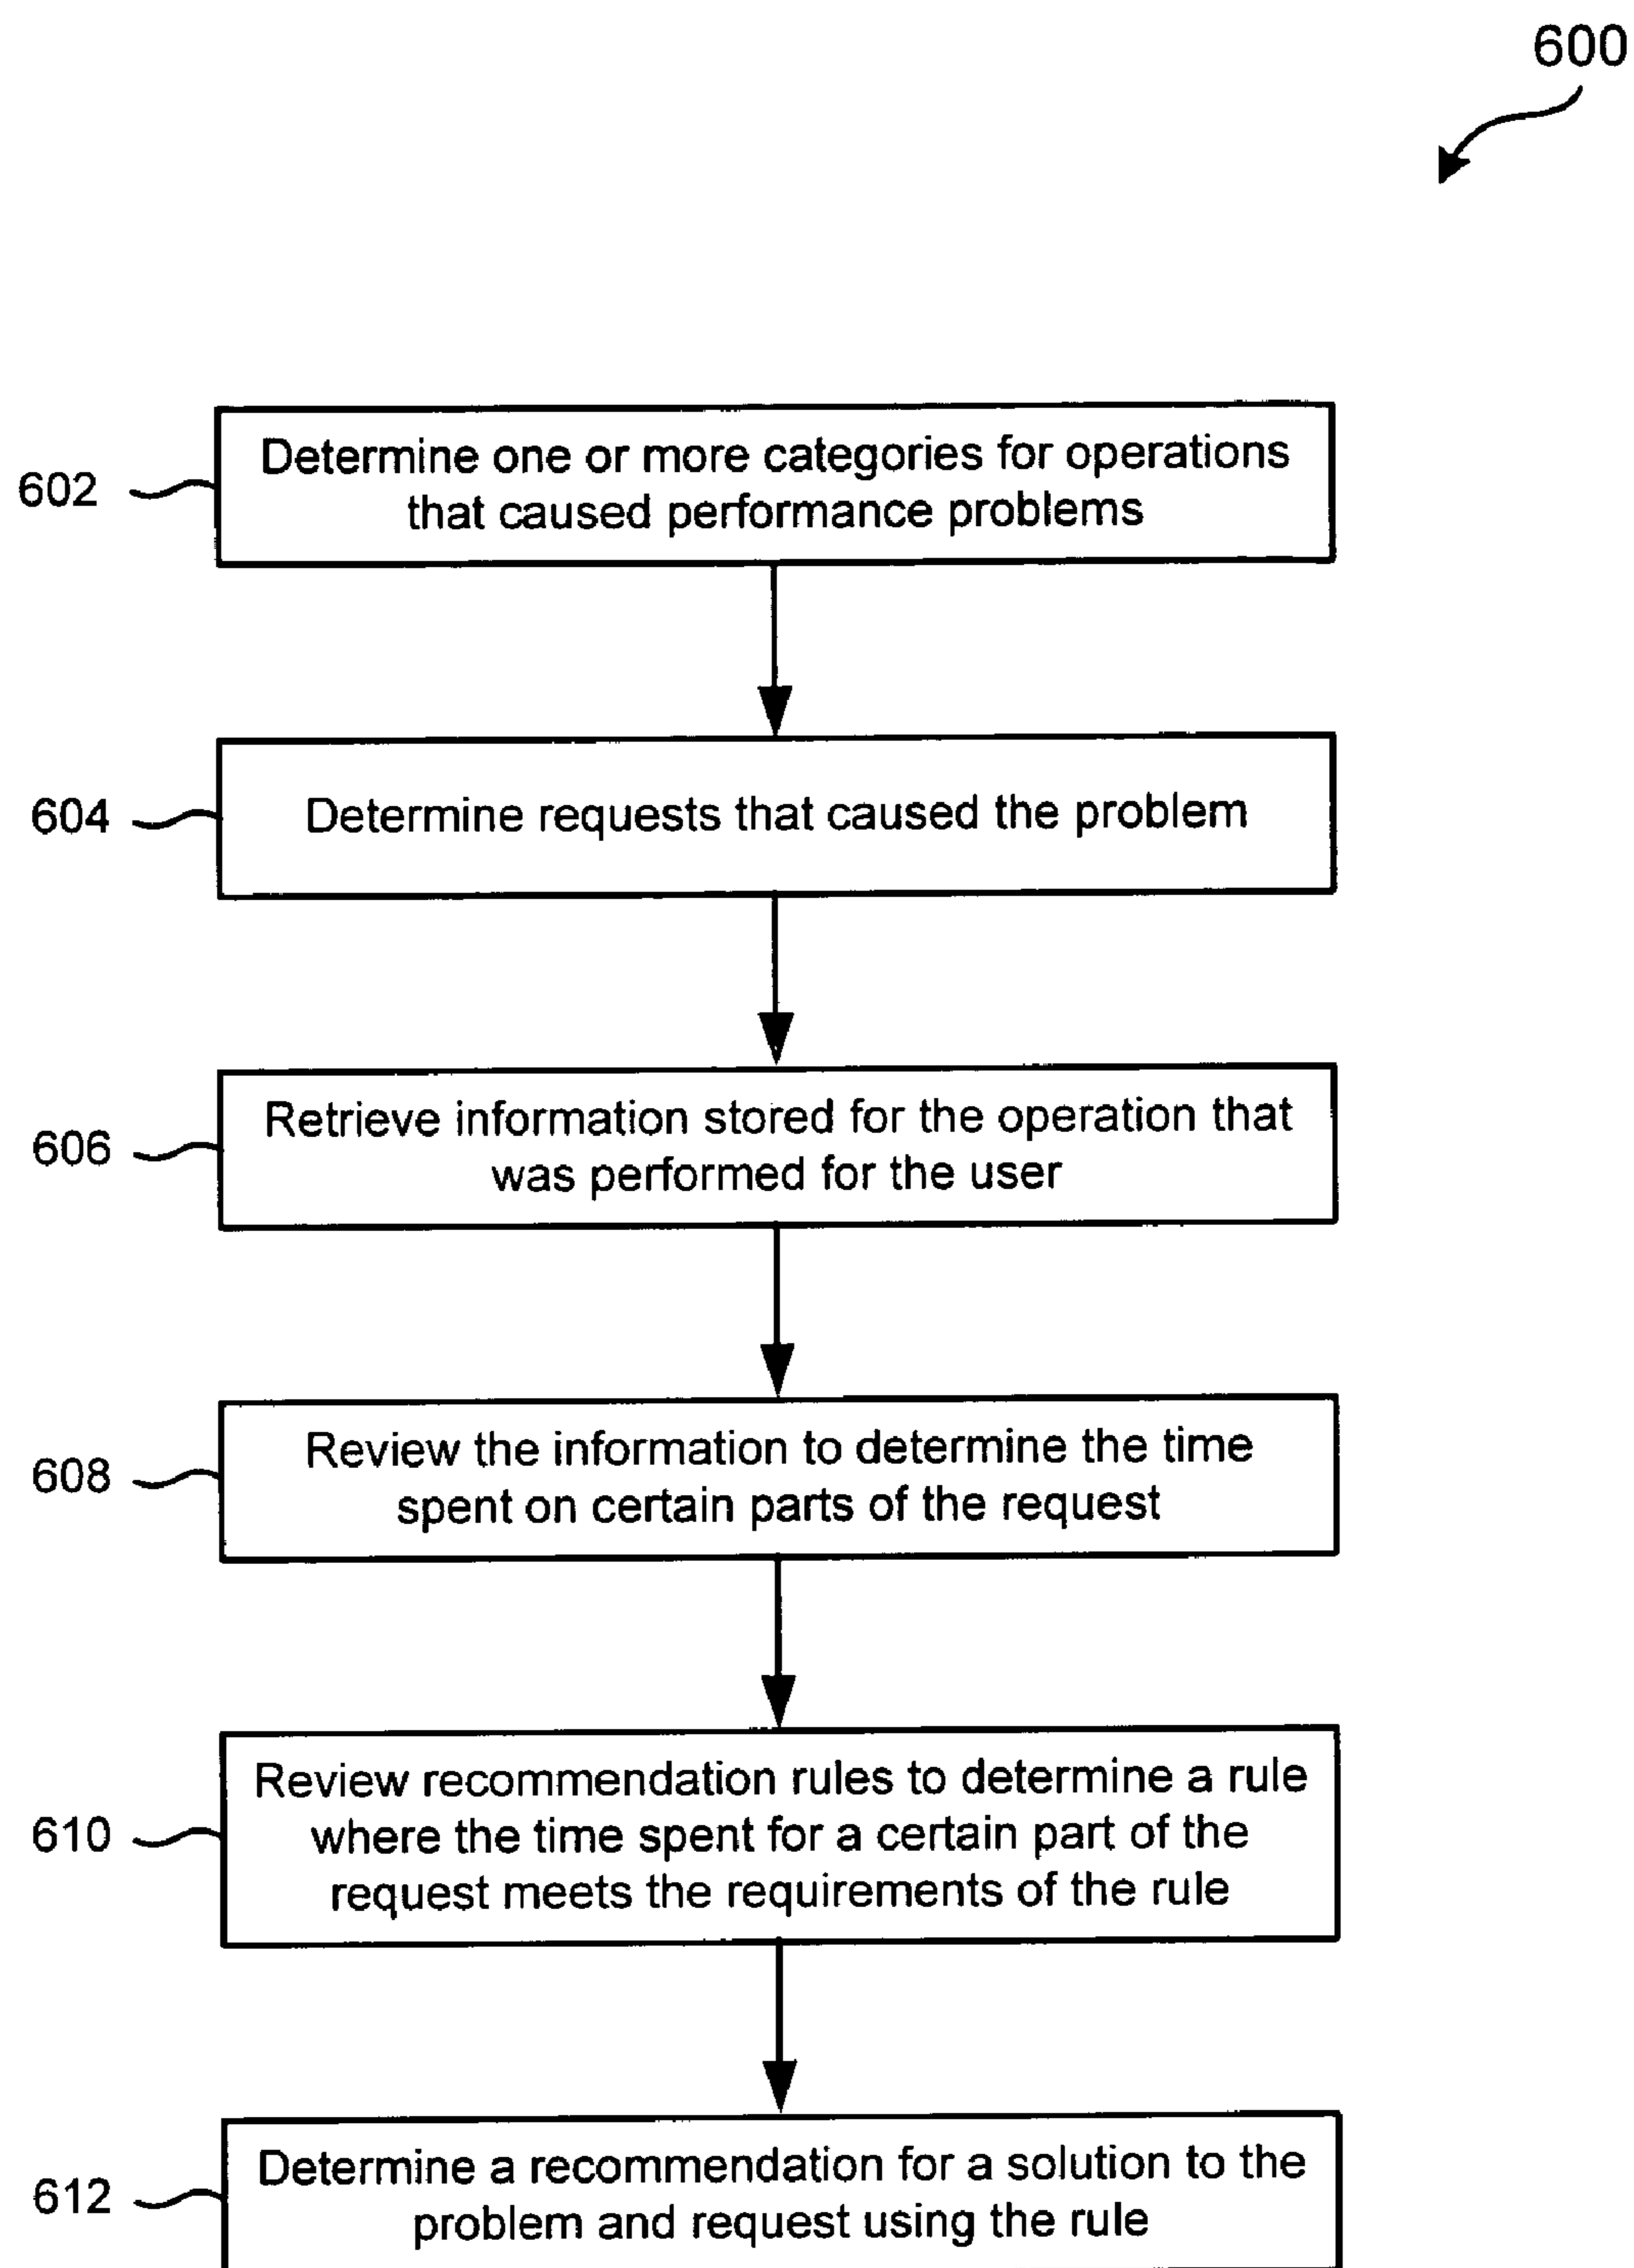 600
602
Determine one or more categories for operations
that caused performance problems
604
Determine requests that caused the problem
606
Retrieve information stored for the operation that
was performed for the user
608
Review the information to determine the time
spent on certain parts of the request
610
Review recommendation rules to determine a rule
where the time spent for a certain part of the
request meets the requirements of the rule
612
Determine a recommendation for a solution to the
problem and request using the rule